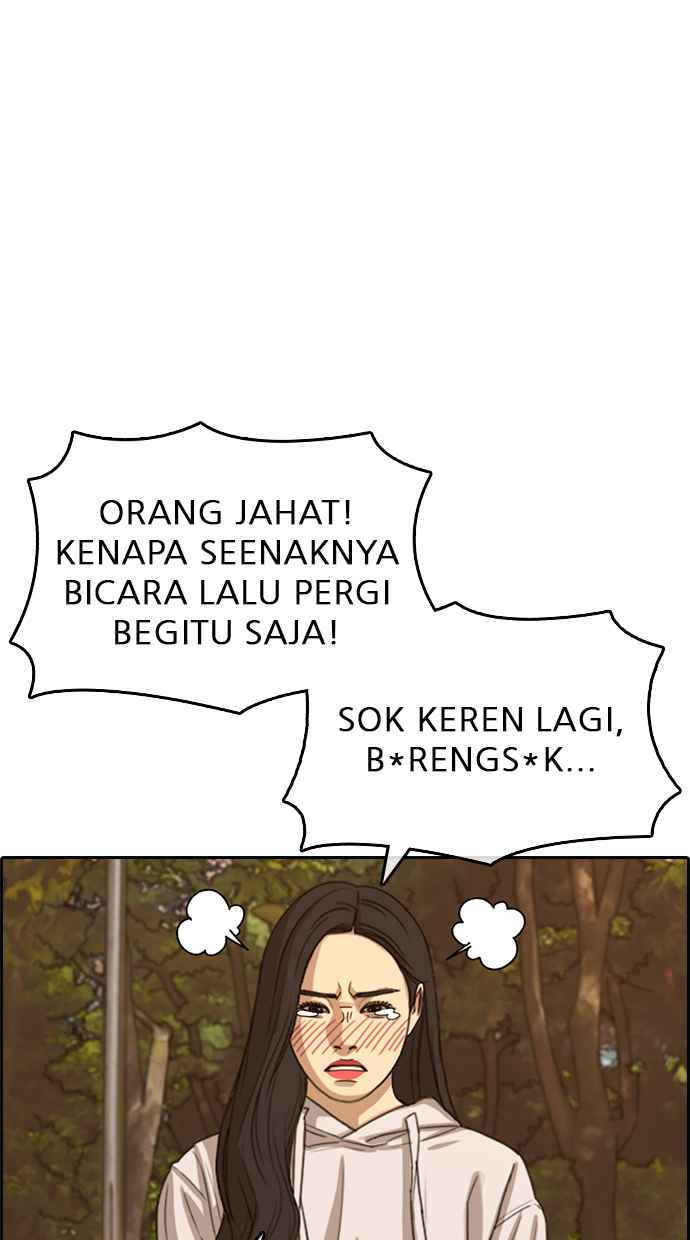 ORANG JAHAT!
KENAPA SEENAKNYA
BICARA LALU PERGI
BEGITU SAJA!
SOK KEREN LAGI,
B*RENGS*K...